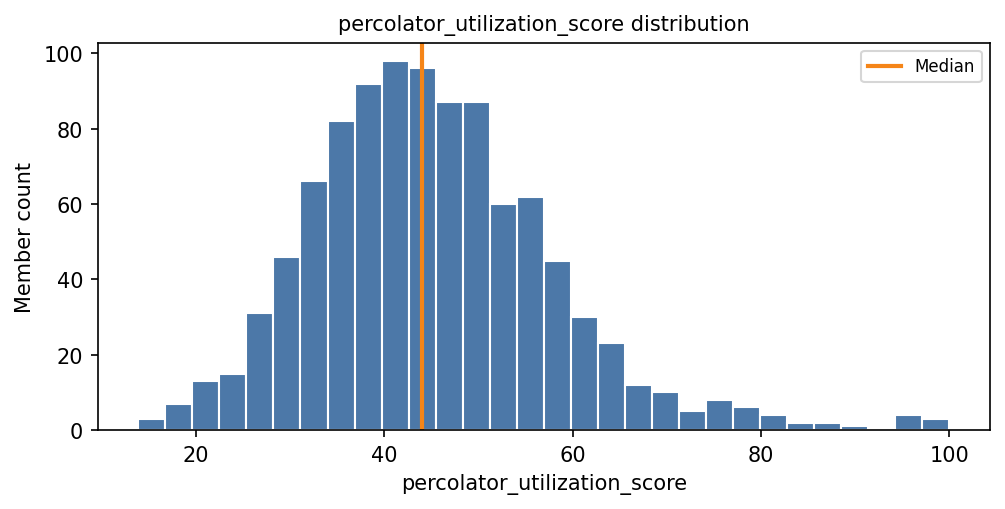 percolator_utilization_score distribution
Median
Member count
100
80
60
40
20
0
20 40 60 80 100
percolator_utilization_score